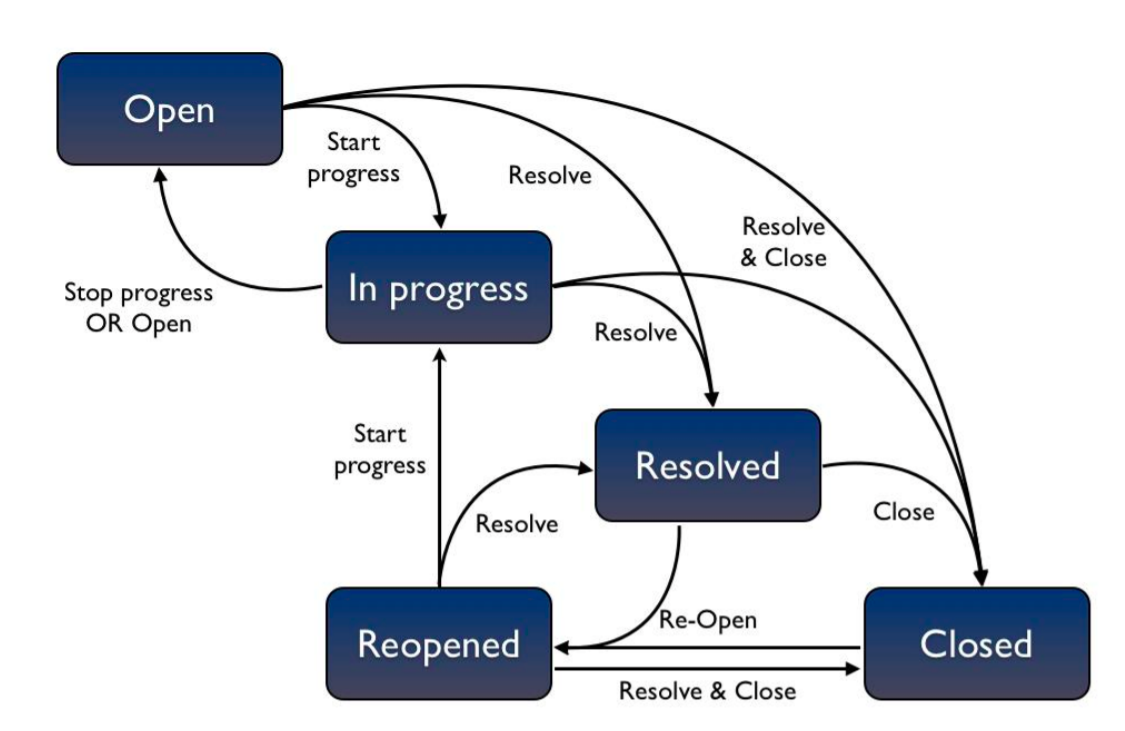 Open
Start
progress
Resolve
Resolve
& Close
Stop progress
OR Open
In progress
Resolve
Start
progress
Resolved
Resolve
Close
Reopened
Re-Open
Closed
Resolve & Close